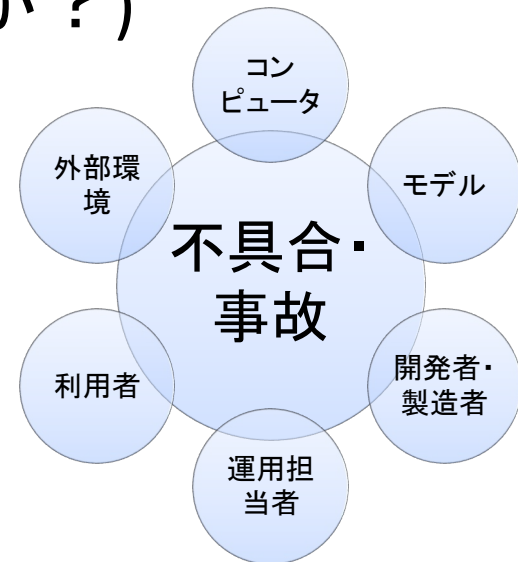 か？)
コン
ピュータ
モデル
外部環
境
不具合・
事故
開発者・
製造者
利用者
運用担
当者